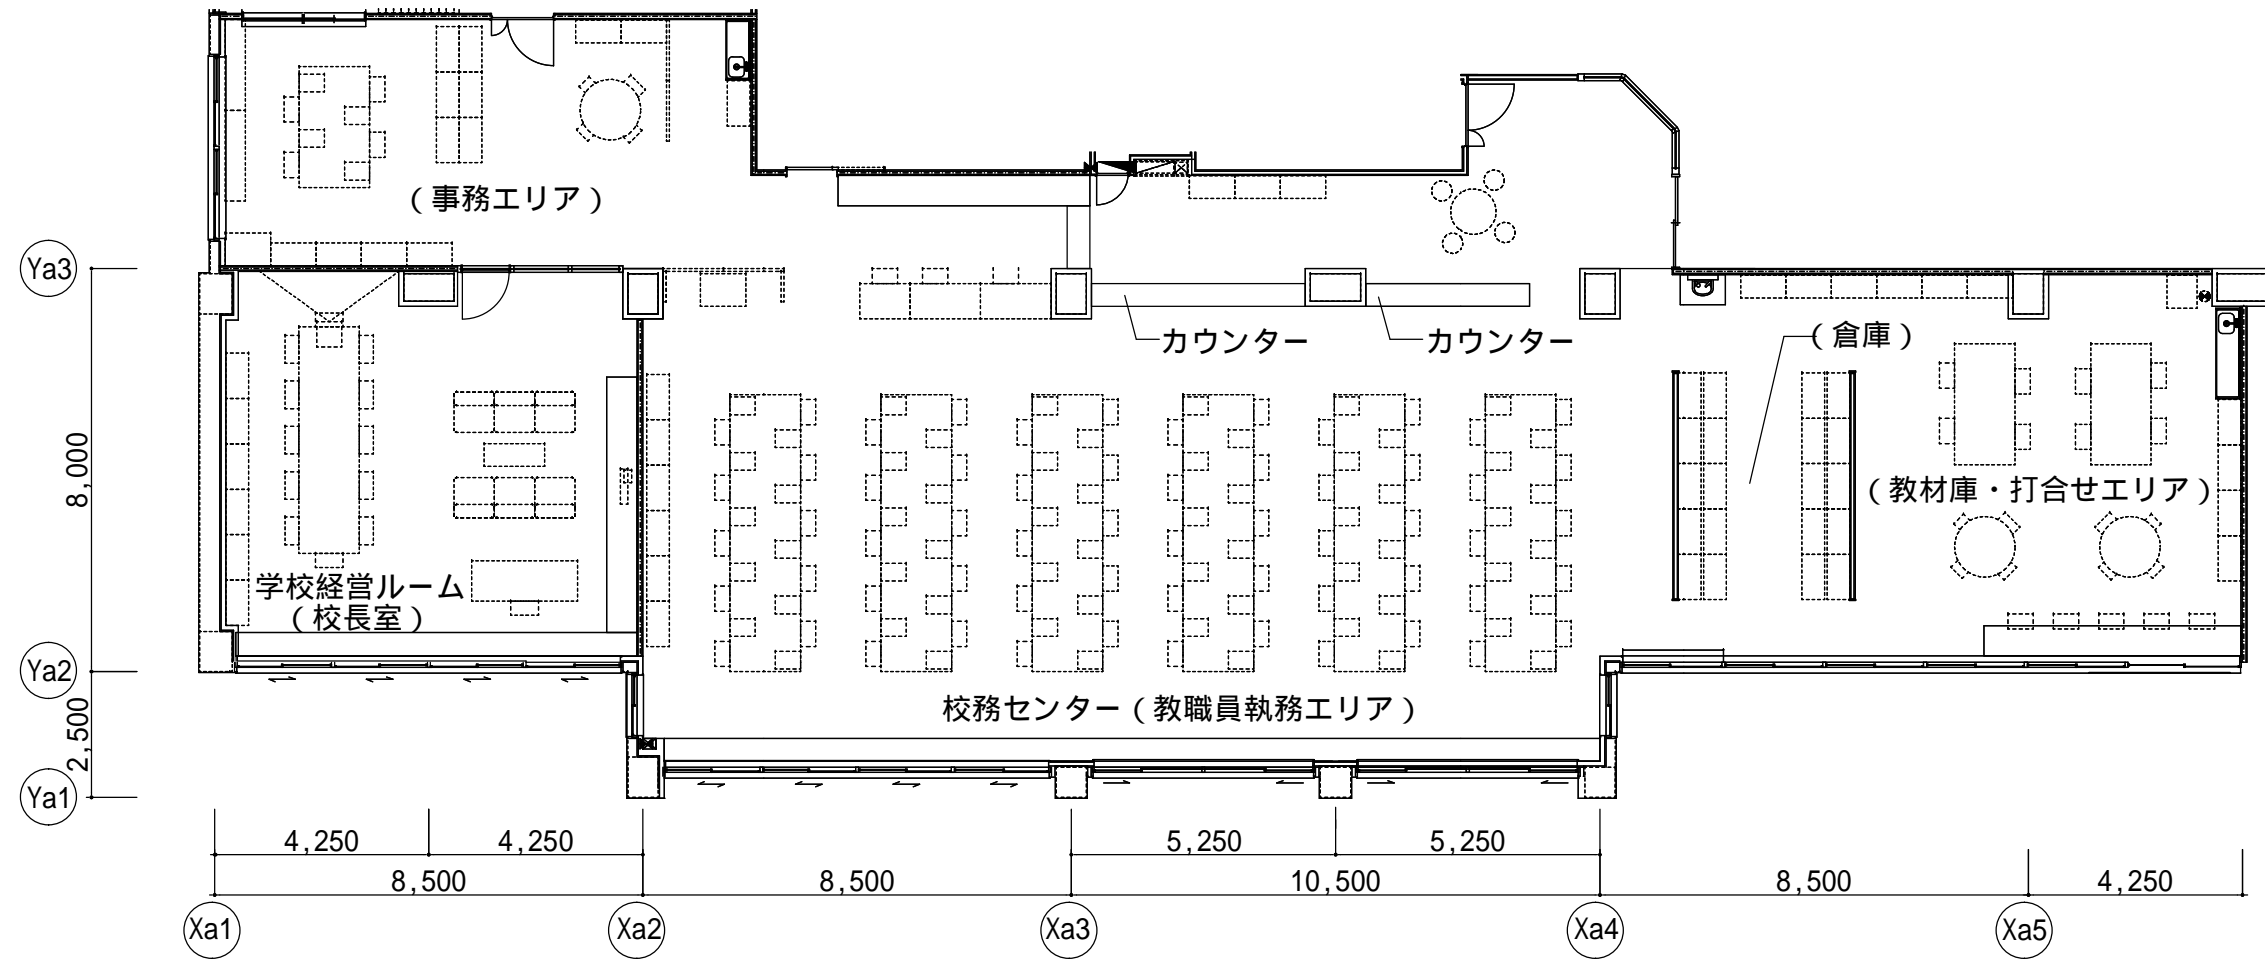 （事務エリア）
Ya3
カウンター
カウンター
（倉庫）
8,000
（教材庫・打合せエリア）
学校経営ルーム
（校長室）
Ya2
校務センター（教職員執務エリア）
2,500
Ya1
4,250
4,250
5,250
5,250
8,500
8,500
10,500
8,500
4,250
Xa1
Xa2
Xa3
Xa4
Xa5